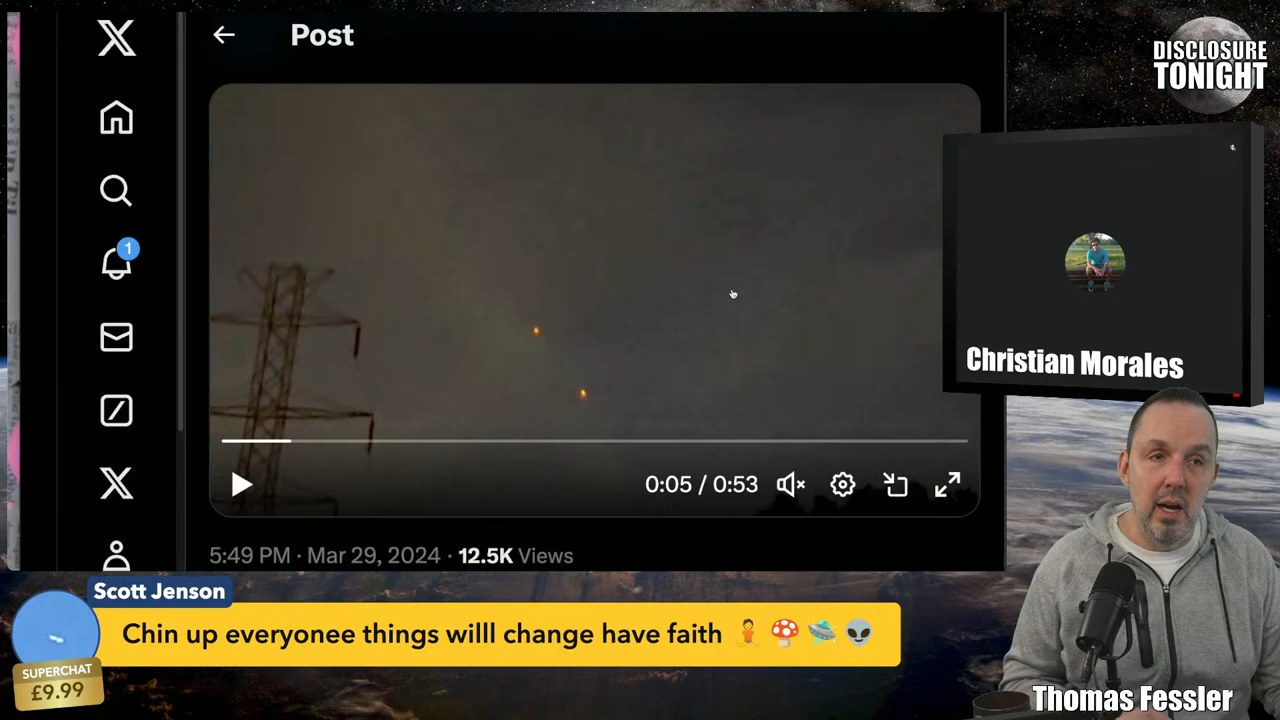 Post
DISCLOSURE
TONIGHT
1
Christian Morales
0:05 / 0:53
5:49 PM · Mar 29, 2024 · 12.5K Views
Scott Jenson
Chin up everyonee things willl change have faith 🧘 🍄 🛸 👽
SUPERCHAT
£9.99
Thomas Fessler